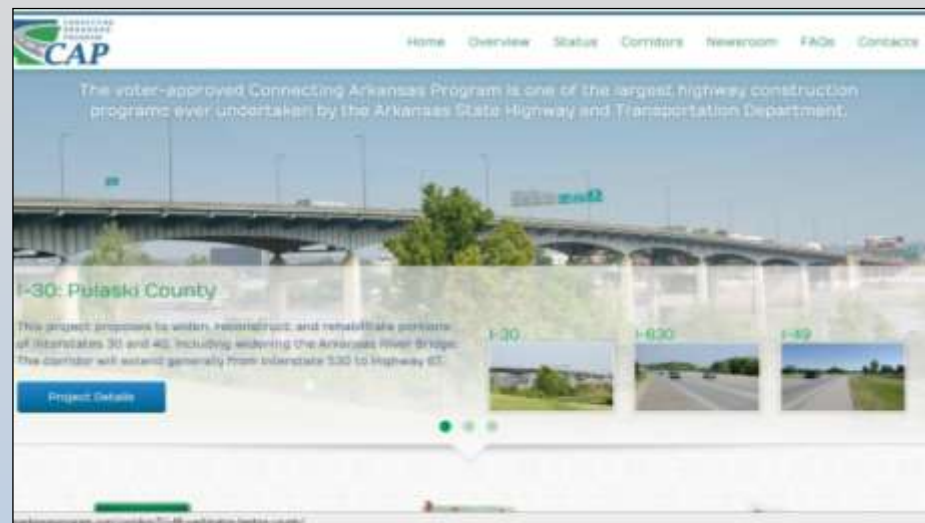 CONNECTING
ARKANSAS
PROGRAM
CAP
Home Overview Status Corridors Newsroom FAQs Contacts
The voter-approved Connecting Arkansas Program is one of the largest highway construction
programs ever undertaken by the Arkansas State Highway and Transportation Department.
I-30: Pulaski County
This project proposes to widen, reconstruct, and rehabilitate portions
of Interstates 30 and 40, including widening the Arkansas River Bridge.
The corridor will extend generally from Interstate 530 to Highway 67.
I-30 I-630 I-49
Project Details